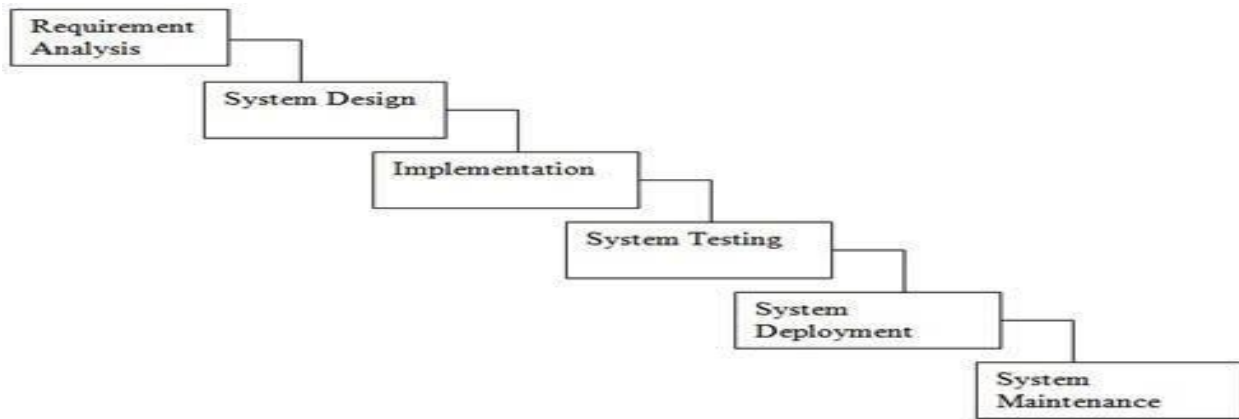 Requirement
Analysis
System Design
Implementation
System Testing
System
Deployment
System
Maintenance